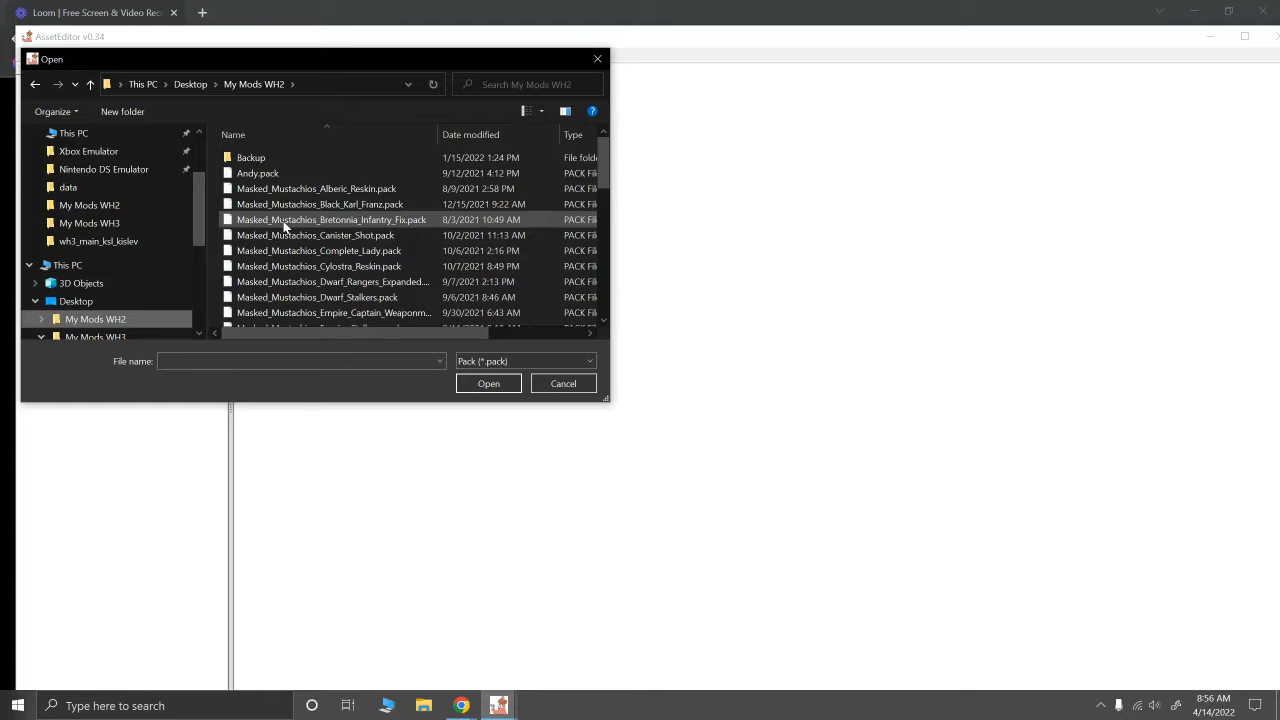 Loom | Free Screen & Video Rec
AssetEditor v0.34
Open
This PC > Desktop > My Mods WH2 >
Search My Mods WH2
Organize
New folder
Name
Date modified
Type
This PC
Xbox Emulator
Nintendo DS Emulator
data
My Mods WH2
My Mods WH3
wh3_main_ksl_kislev
This PC
3D Objects
Desktop
My Mods WH2
My Mods WH3
Backup 1/15/2022 1:24 PM File fold
Andy.pack 9/12/2021 4:12 PM PACK Fil
Masked_Mustachios_Alberic_Reskin.pack 8/9/2021 2:58 PM PACK Fil
Masked_Mustachios_Black_Karl_Franz.pack 12/15/2021 9:22 AM PACK Fil
Masked_Mustachios_Bretonnia_Infantry_Fix.pack 8/3/2021 10:49 AM PACK Fil
Masked_Mustachios_Canister_Shot.pack 10/2/2021 11:13 AM PACK Fil
Masked_Mustachios_Complete_Lady.pack 10/6/2021 2:16 PM PACK Fil
Masked_Mustachios_Cylostra_Reskin.pack 10/7/2021 8:49 PM PACK Fil
Masked_Mustachios_Dwarf_Rangers_Expanded.... 9/7/2021 2:13 PM PACK Fil
Masked_Mustachios_Dwarf_Stalkers.pack 9/6/2021 8:46 AM PACK Fil
Masked_Mustachios_Empire_Captain_Weaponm... 9/30/2021 6:43 AM PACK Fil
File name:
Pack (*.pack)
Open
Cancel
Type here to search
8:56 AM
4/14/2022